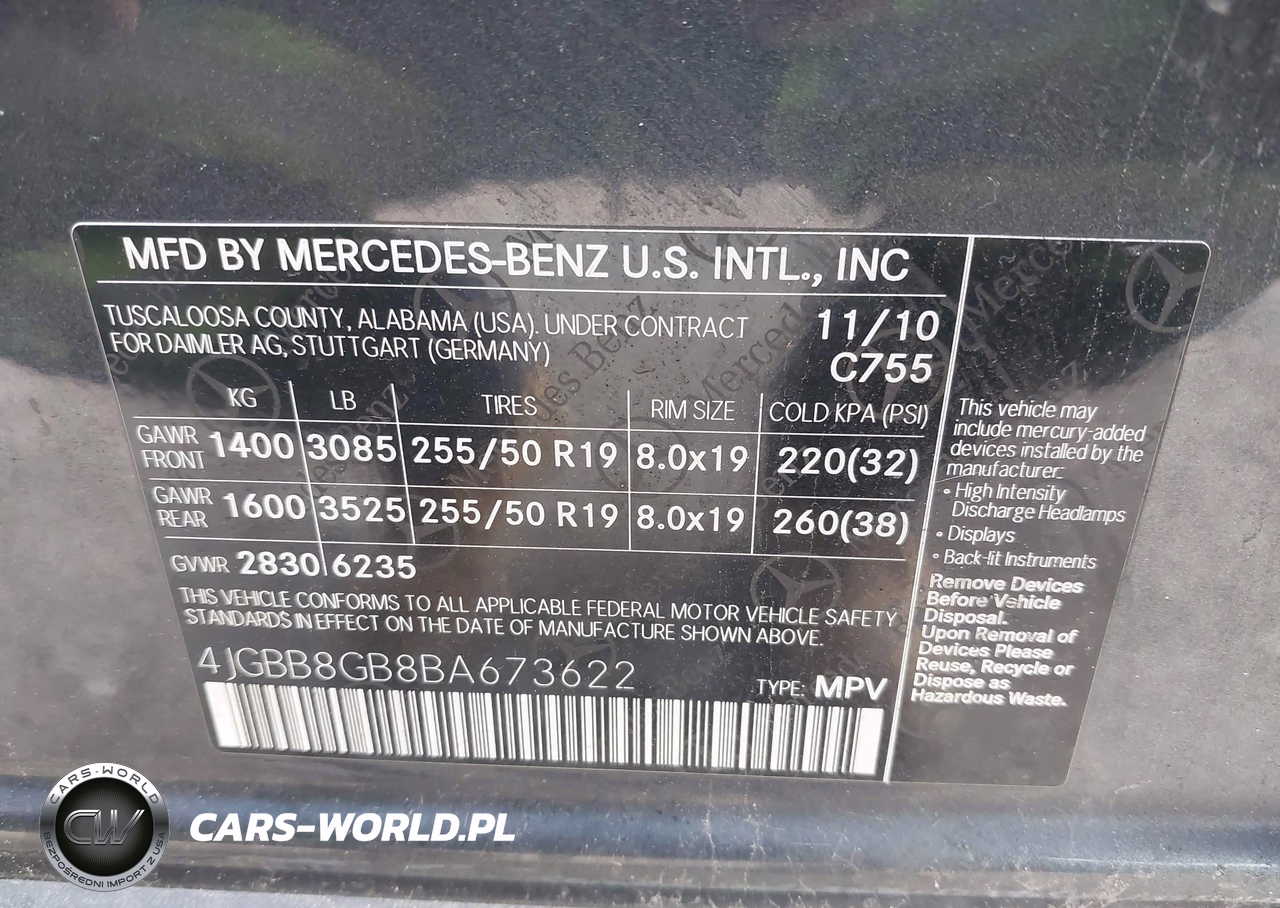 MFD BY MERCEDES-BENZ U.S. INTL., INC
TUSCALOOSA COUNTY, ALABAMA (USA). UNDER CONTRACT
FOR DAIMLER AG, STUTTGART (GERMANY)
11/10
C755
KG LB TIRES RIM SIZE COLD KPA (PSI)
GAWR FRONT 1400 3085 255/50 R19 8.0x19 220(32)
GAWR REAR 1600 3525 255/50 R19 8.0x19 260(38)
GVWR 2830 6235
THIS VEHICLE CONFORMS TO ALL APPLICABLE FEDERAL MOTOR VEHICLE SAFETY
STANDARDS IN EFFECT ON THE DATE OF MANUFACTURE SHOWN ABOVE.
4JGBB8GB8BA673622
TYPE: MPV
This vehicle may
include mercury-added
devices installed by the
manufacturer:
• High Intensity
Discharge Headlamps
• Displays
• Back-lit Instruments
Remove Devices
Before Vehicle
Disposal.
Upon Removal of
Devices Please
Reuse, Recycle or
Dispose as
Hazardous Waste.
CARS-WORLD
CW
BEZPOŚREDNI IMPORT Z USA
CARS-WORLD.PL